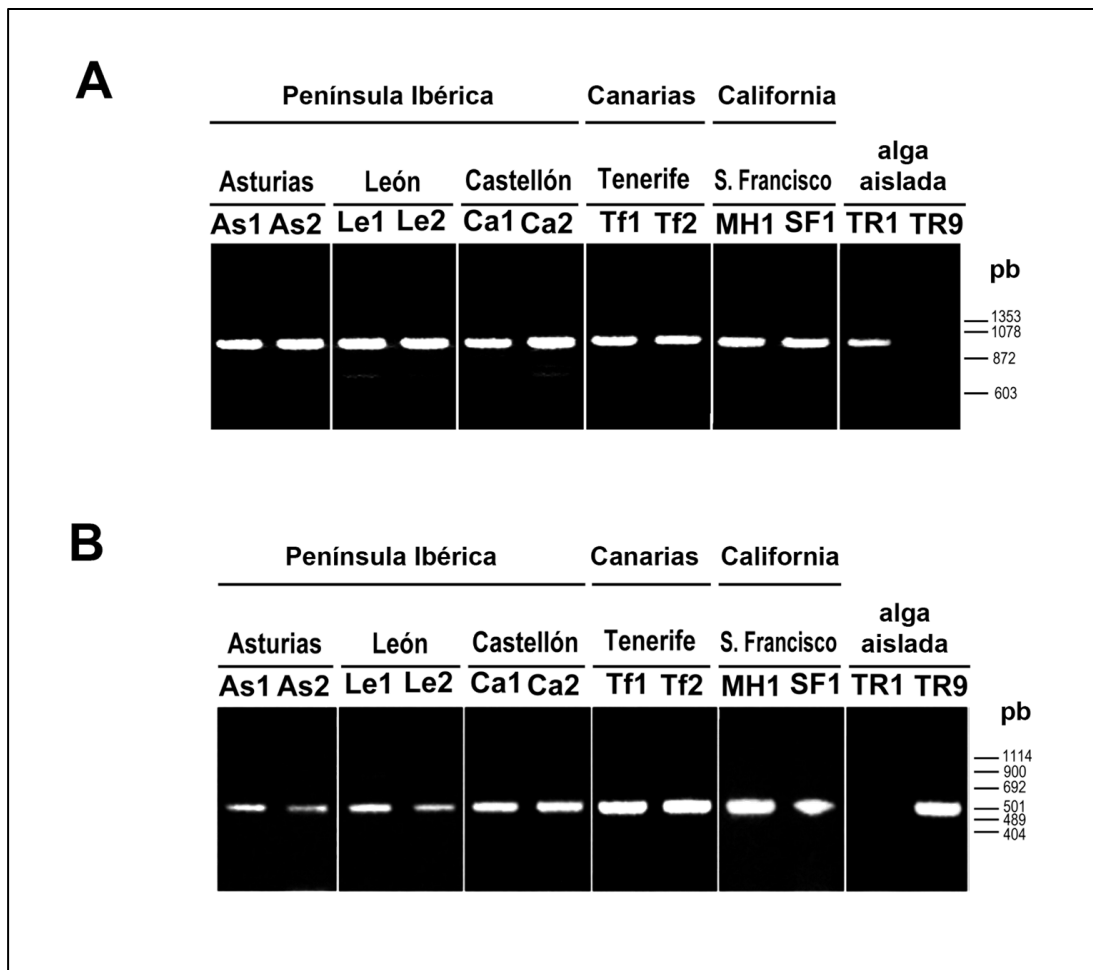 A
Península Ibérica Canarias California
alga
Asturias León Castellón Tenerife S. Francisco aislada
As1 As2 Le1 Le2 Ca1 Ca2 Tf1 Tf2 MH1 SF1 TR1 TR9
pb
1353
1078
872
603
B
Península Ibérica Canarias California
alga
Asturias León Castellón Tenerife S. Francisco aislada
As1 As2 Le1 Le2 Ca1 Ca2 Tf1 Tf2 MH1 SF1 TR1 TR9
pb
1114
900
692
501
489
404